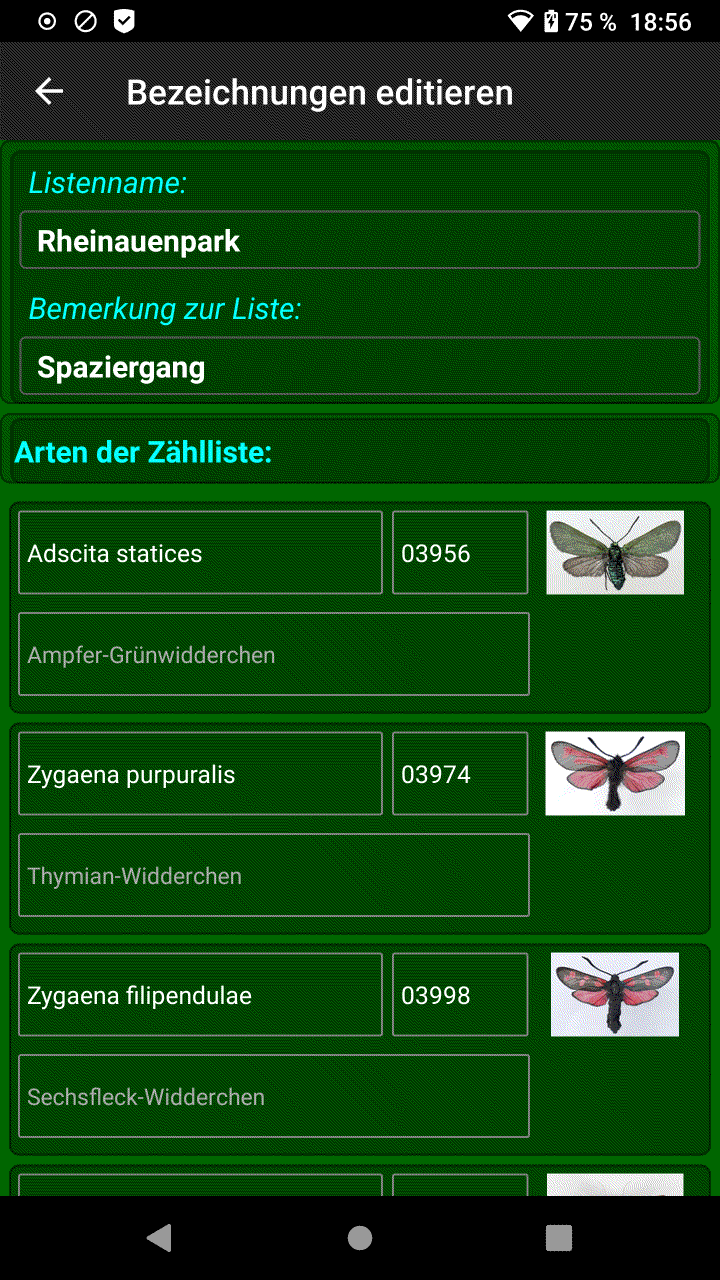 75 % 18:56
Bezeichnungen editieren
Listenname:
Rheinauenpark
Bemerkung zur Liste:
Spaziergang
Arten der Zählliste:
Adscita statices 03956
Ampfer-Grünwidderchen
Zygaena purpuralis 03974
Thymian-Widderchen
Zygaena filipendulae 03998
Sechsfleck-Widderchen